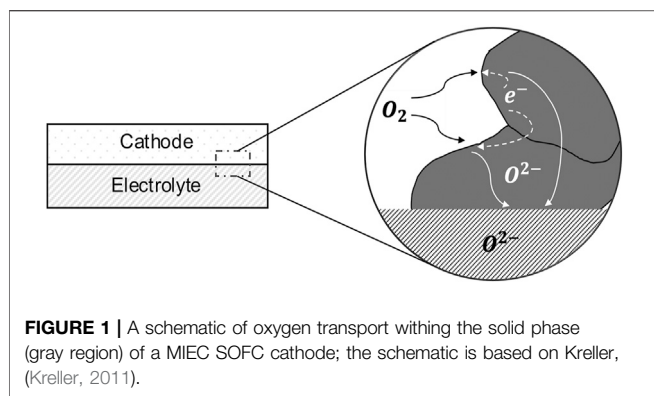 Cathode
Electrolyte
O₂
e⁻
O²⁻
O²⁻
FIGURE 1 | A schematic of oxygen transport withing the solid phase
(gray region) of a MIEC SOFC cathode; the schematic is based on Kreller,
(Kreller, 2011).